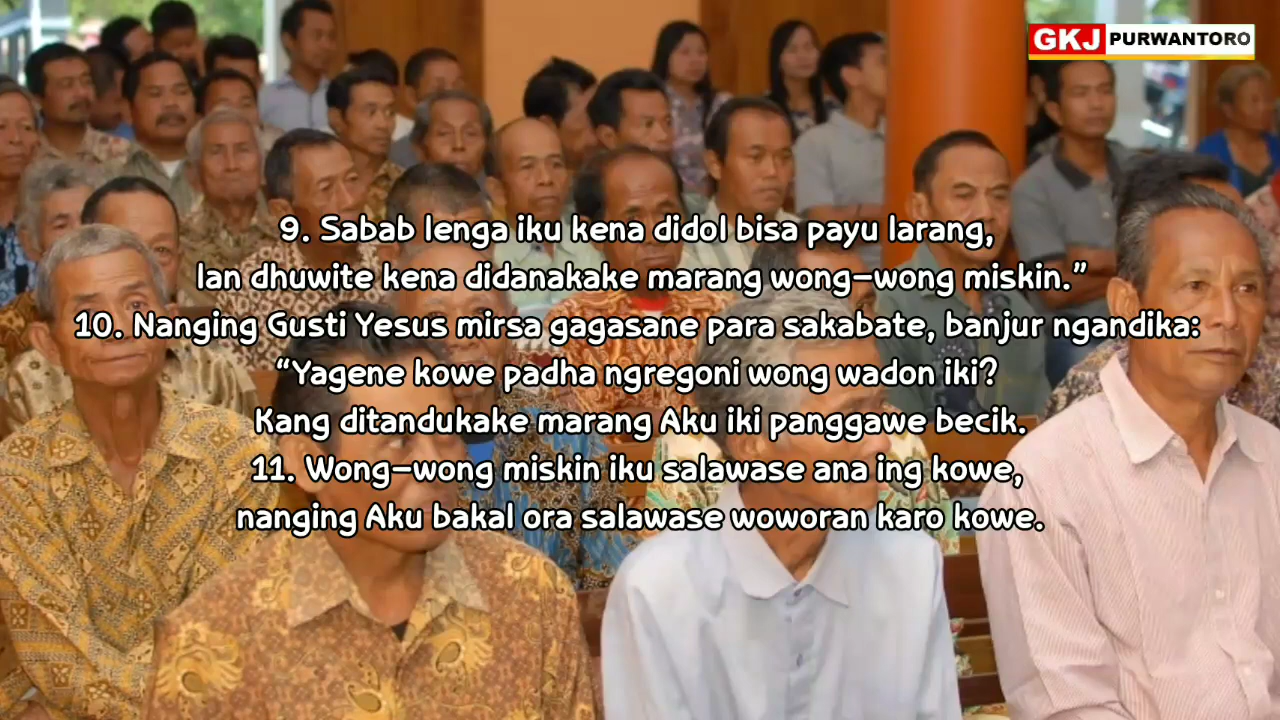 GKJ PURWANTORO
9. Sabab lenga iku kena didol bisa payu larang,
lan dhuwite kena didanakake marang wong-wong miskin.”
10. Nanging Gusti Yesus mirsa gagasane para sakabate, banjur ngandika:
“Yagene kowe padha ngregoni wong wadon iki?
Kang ditandukake marang Aku iki panggawe becik.
11. Wong-wong miskin iku salawase ana ing kowe,
nanging Aku bakal ora salawase woworan karo kowe.